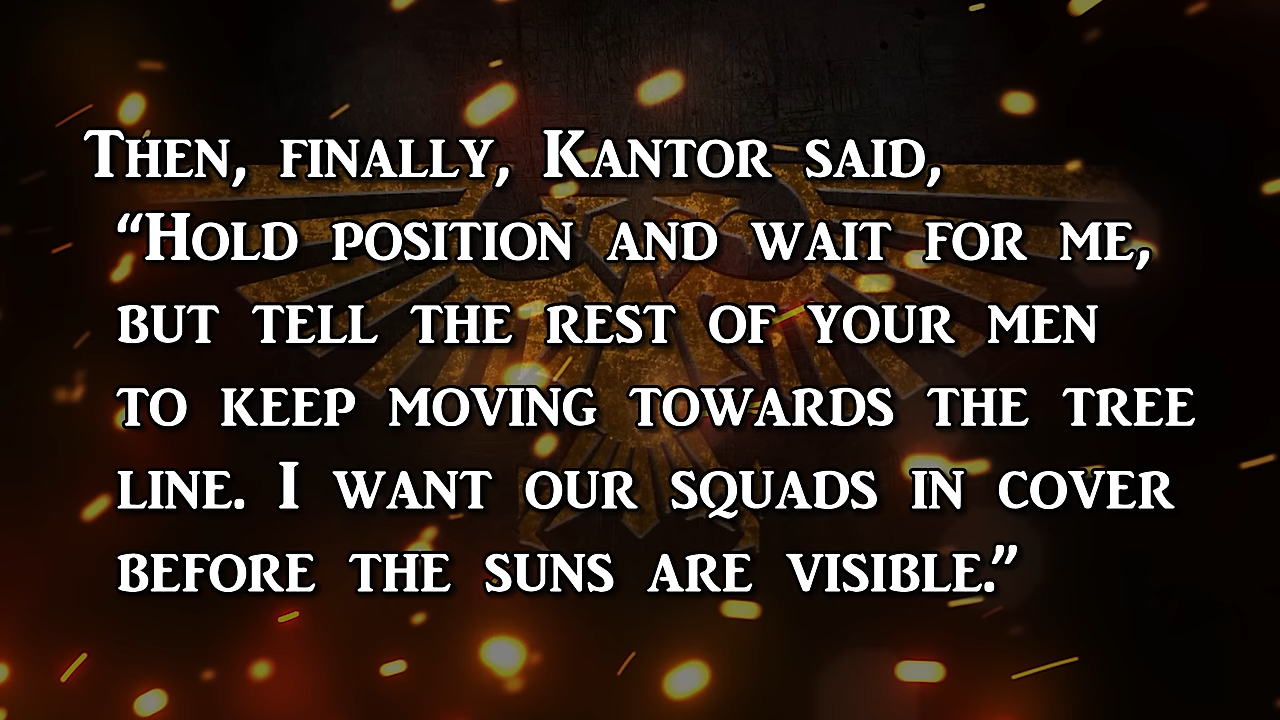 Then, finally, Kantor said,
“Hold position and wait for me,
but tell the rest of your men
to keep moving towards the tree
line. I want our squads in cover
before the suns are visible.”